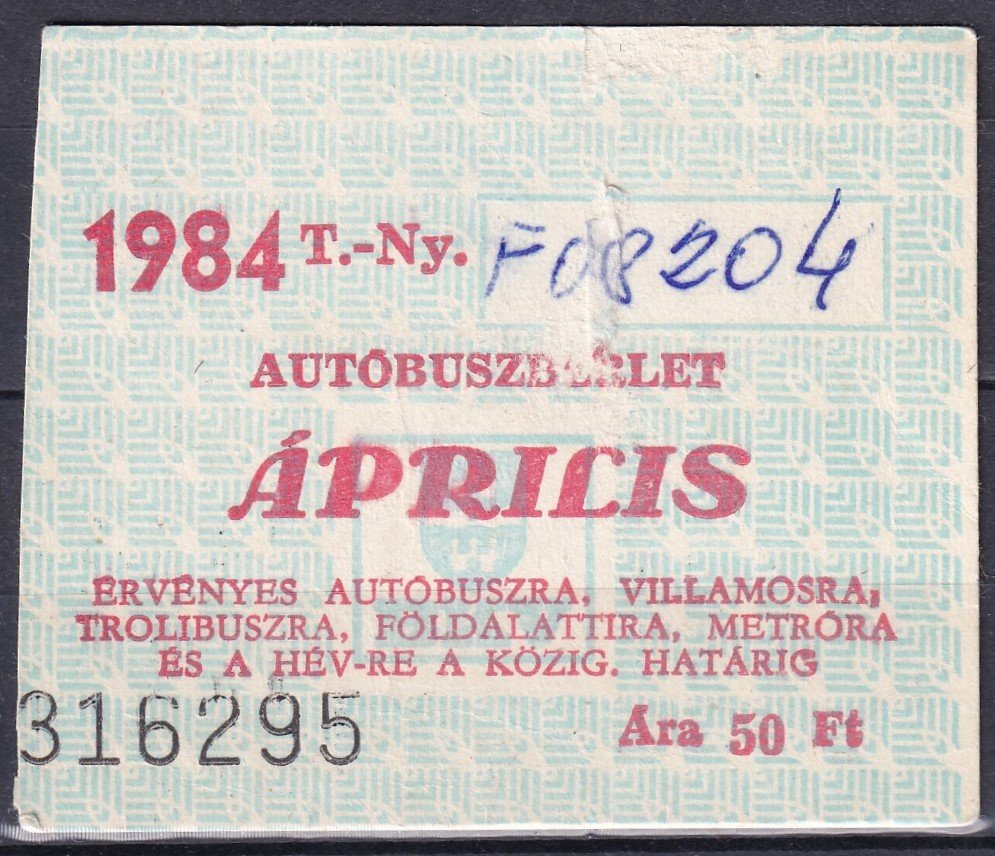 1984 T.-Ny. F08204
AUTÓBUSZBÉRLET
ÁPRILIS
ÉRVÉNYES AUTÓBUSZRA, VILLAMOSRA,
TROLIBUSZRA, FÖLDALATTIRA, METRÓRA
ÉS A HÉV-RE A KÖZIG. HATÁRIG
316295 Ára 50 Ft